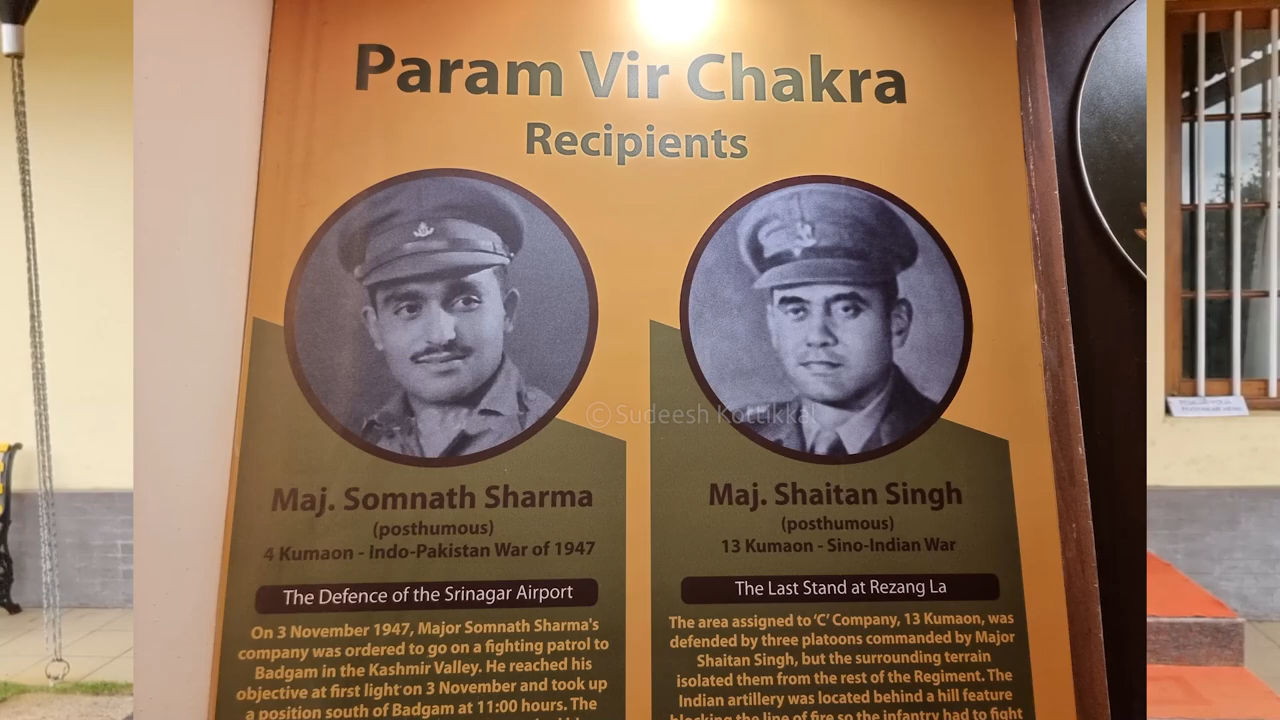 Param Vir Chakra
Recipients
© Sudeesh Kottikkal
Maj. Somnath Sharma
(posthumous)
4 Kumaon - Indo-Pakistan War of 1947
The Defence of the Srinagar Airport
On 3 November 1947, Major Somnath Sharma's
company was ordered to go on a fighting patrol to
Badgam in the Kashmir Valley. He reached his
objective at first light on 3 November and took up
a position south of Badgam at 11:00 hours. The
Maj. Shaitan Singh
(posthumous)
13 Kumaon - Sino-Indian War
The Last Stand at Rezang La
The area assigned to 'C' Company, 13 Kumaon, was
defended by three platoons commanded by Major
Shaitan Singh, but the surrounding terrain
isolated them from the rest of the Regiment. The
Indian artillery was located behind a hill feature
blocking the line of fire so the infantry had to fight